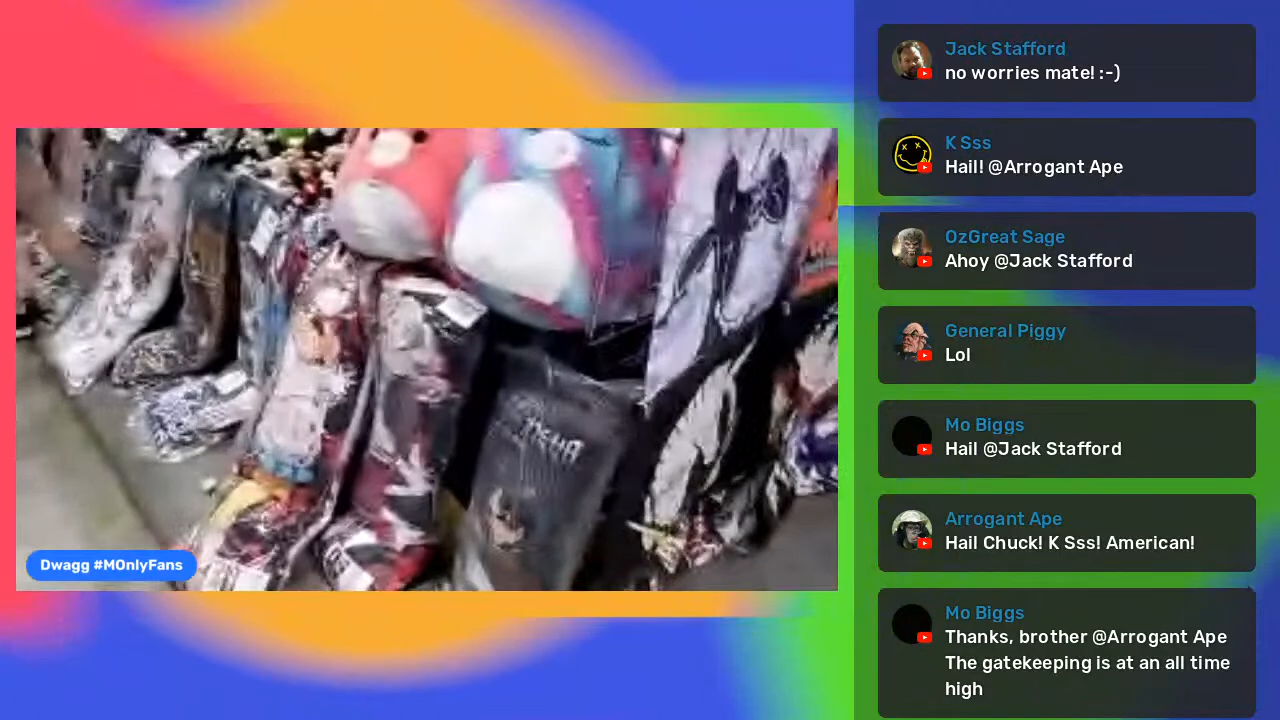 Jack Stafford
no worries mate! :-)
K Sss
Hail! @Arrogant Ape
OzGreat Sage
Ahoy @Jack Stafford
General Piggy
Lol
Mo Biggs
Hail @Jack Stafford
Arrogant Ape
Hail Chuck! K Sss! American!
Mo Biggs
Thanks, brother @Arrogant Ape
The gatekeeping is at an all time
high
Dwagg #MOnlyFans